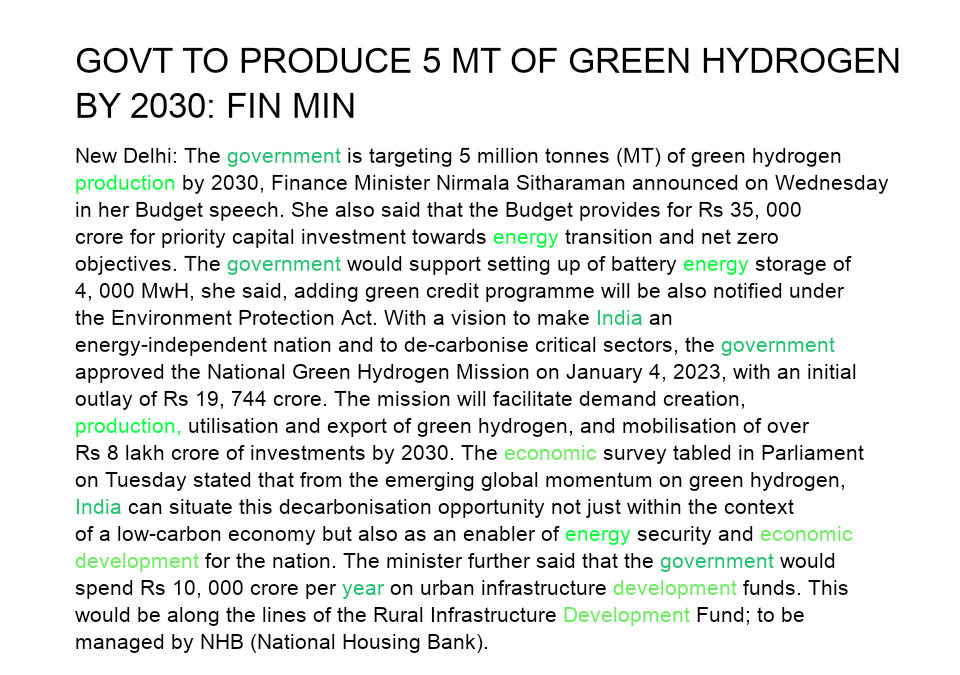 GOVT TO PRODUCE 5 MT OF GREEN HYDROGEN
BY 2030: FIN MIN
New Delhi: The government is targeting 5 million tonnes (MT) of green hydrogen
production by 2030, Finance Minister Nirmala Sitharaman announced on Wednesday
in her Budget speech. She also said that the Budget provides for Rs 35, 000
crore for priority capital investment towards energy transition and net zero
objectives. The government would support setting up of battery energy storage of
4, 000 MwH, she said, adding green credit programme will be also notified under
the Environment Protection Act. With a vision to make India an
energy-independent nation and to de-carbonise critical sectors, the government
approved the National Green Hydrogen Mission on January 4, 2023, with an initial
outlay of Rs 19, 744 crore. The mission will facilitate demand creation,
production, utilisation and export of green hydrogen, and mobilisation of over
Rs 8 lakh crore of investments by 2030. The economic survey tabled in Parliament
on Tuesday stated that from the emerging global momentum on green hydrogen,
India can situate this decarbonisation opportunity not just within the context
of a low-carbon economy but also as an enabler of energy security and economic
development for the nation. The minister further said that the government would
spend Rs 10, 000 crore per year on urban infrastructure development funds. This
would be along the lines of the Rural Infrastructure Development Fund; to be
managed by NHB (National Housing Bank).